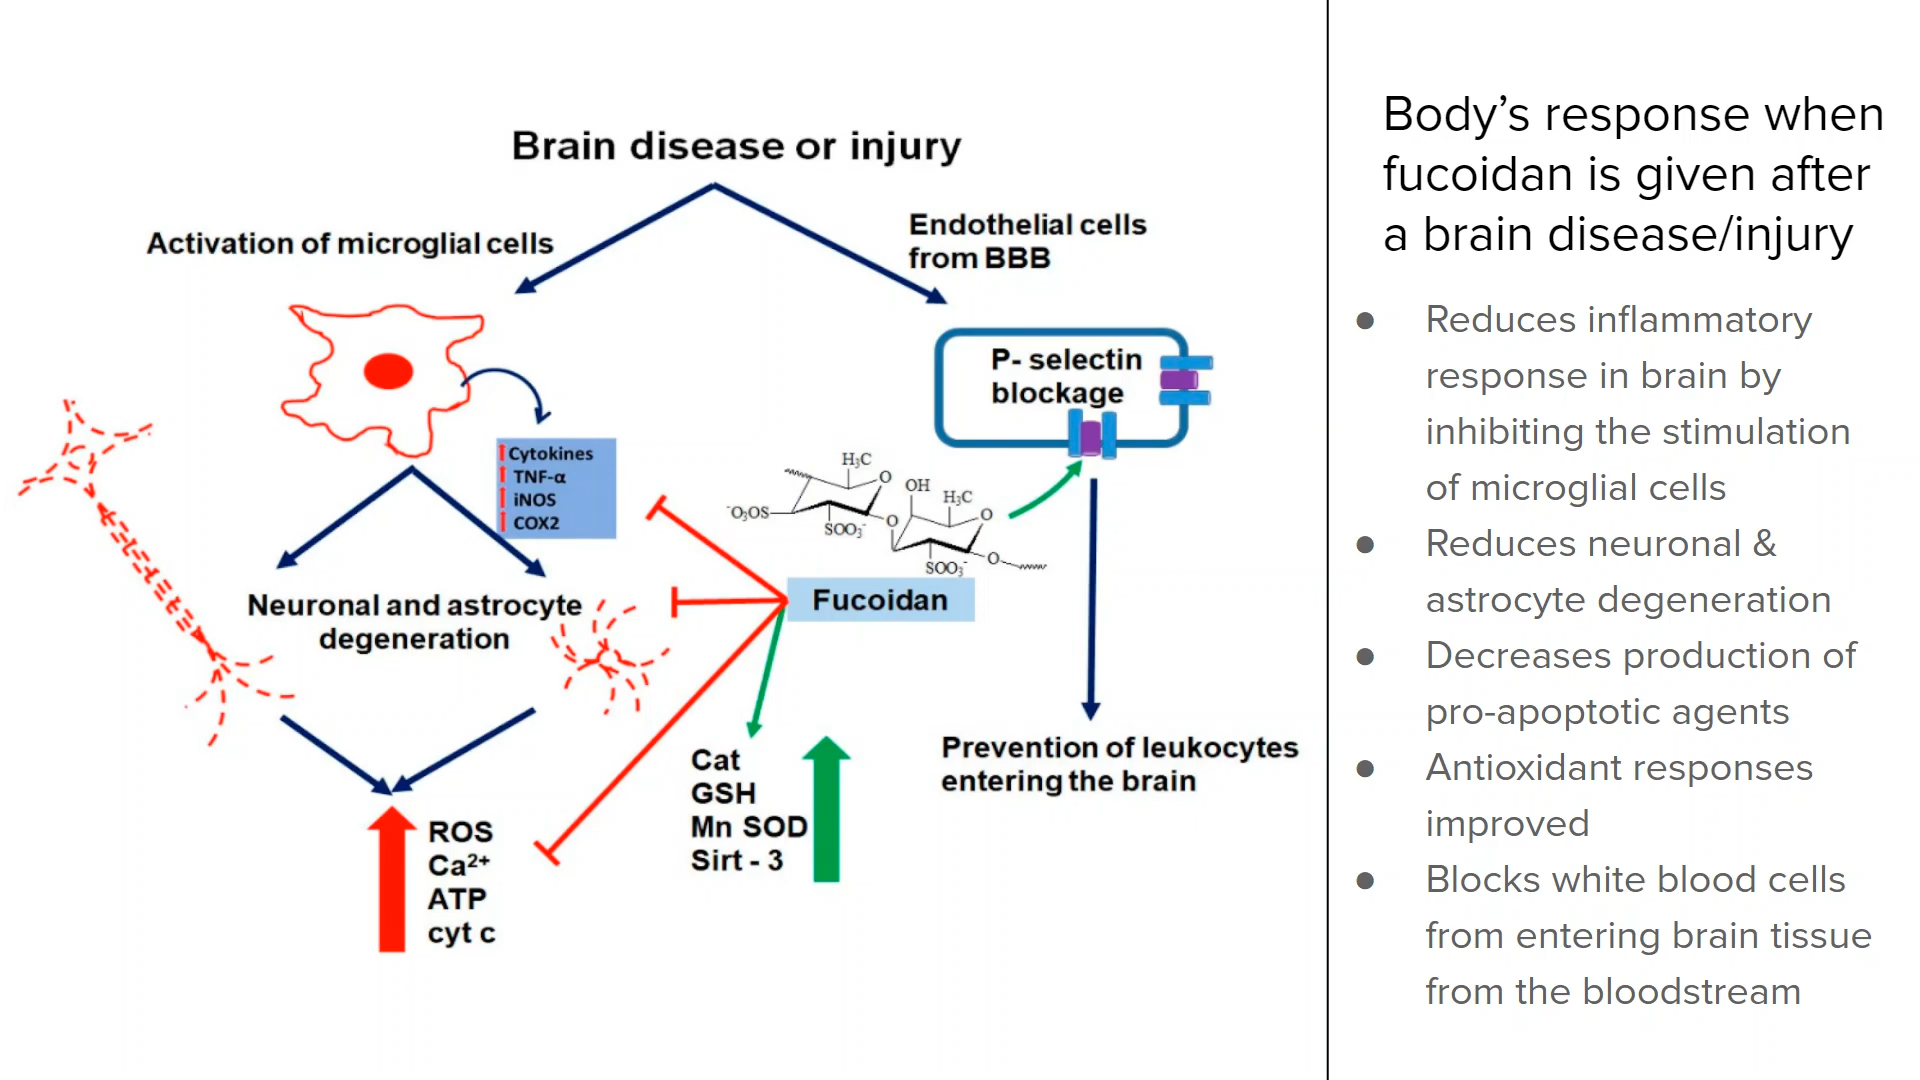 Brain disease or injury
Activation of microglial cells
Endothelial cells
from BBB
P- selectin
blockage
Cytokines
TNF-α
iNOS
COX2
H₃C
O
OH
H₃C
⁻O₃OS
SOO₃⁻
O
O
SOO₃⁻
O
Neuronal and astrocyte
degeneration
Fucoidan
Cat
GSH
Mn SOD
Sirt - 3
Prevention of leukocytes
entering the brain
ROS
Ca²⁺
ATP
cyt c
Body’s response when
fucoidan is given after
a brain disease/injury
● Reduces inflammatory
response in brain by
inhibiting the stimulation
of microglial cells
● Reduces neuronal &
astrocyte degeneration
● Decreases production of
pro-apoptotic agents
● Antioxidant responses
improved
● Blocks white blood cells
from entering brain tissue
from the bloodstream